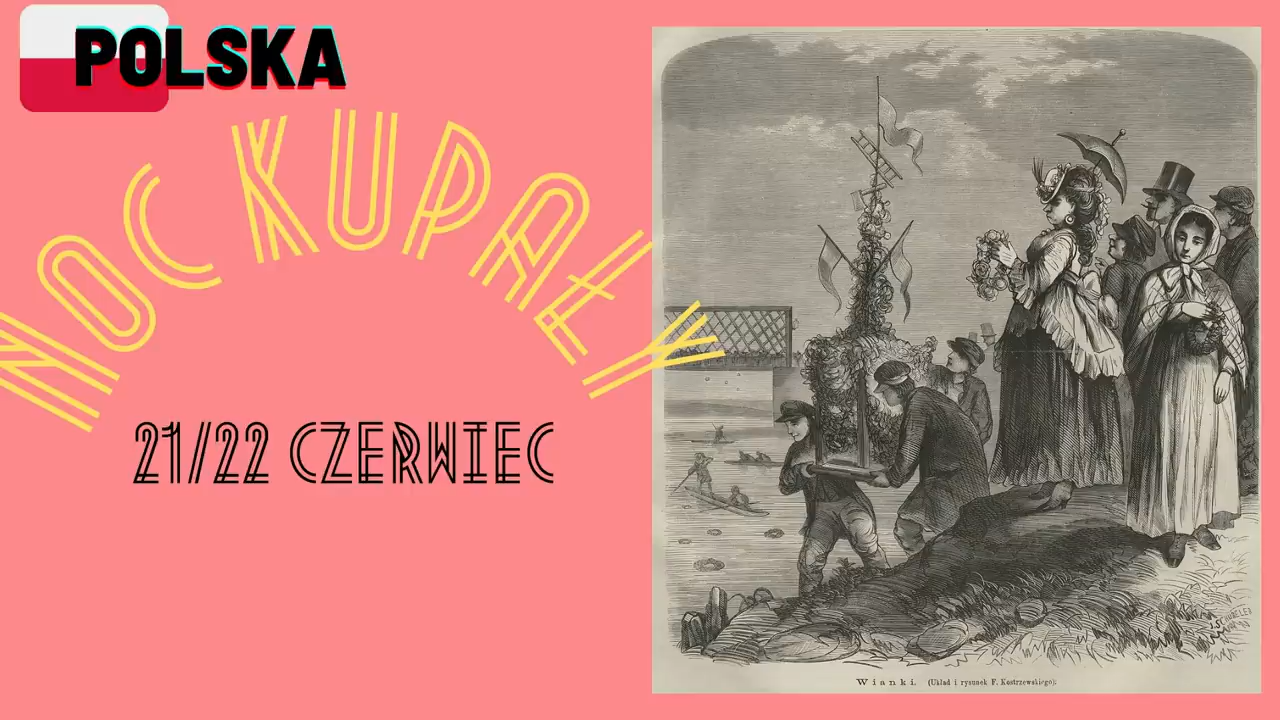 POLSKA
NOC KUPAŁY
21/22 CZERWIEC
Wianki. (Układ i rysunek F. Kostrzewskiego).